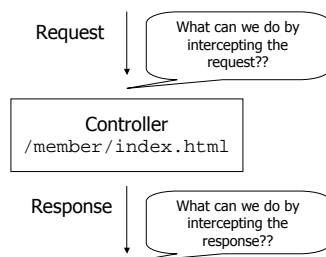 Request
What can we do by
intercepting the
request??
Controller
/member/index.html
Response
What can we do by
intercepting the
response??